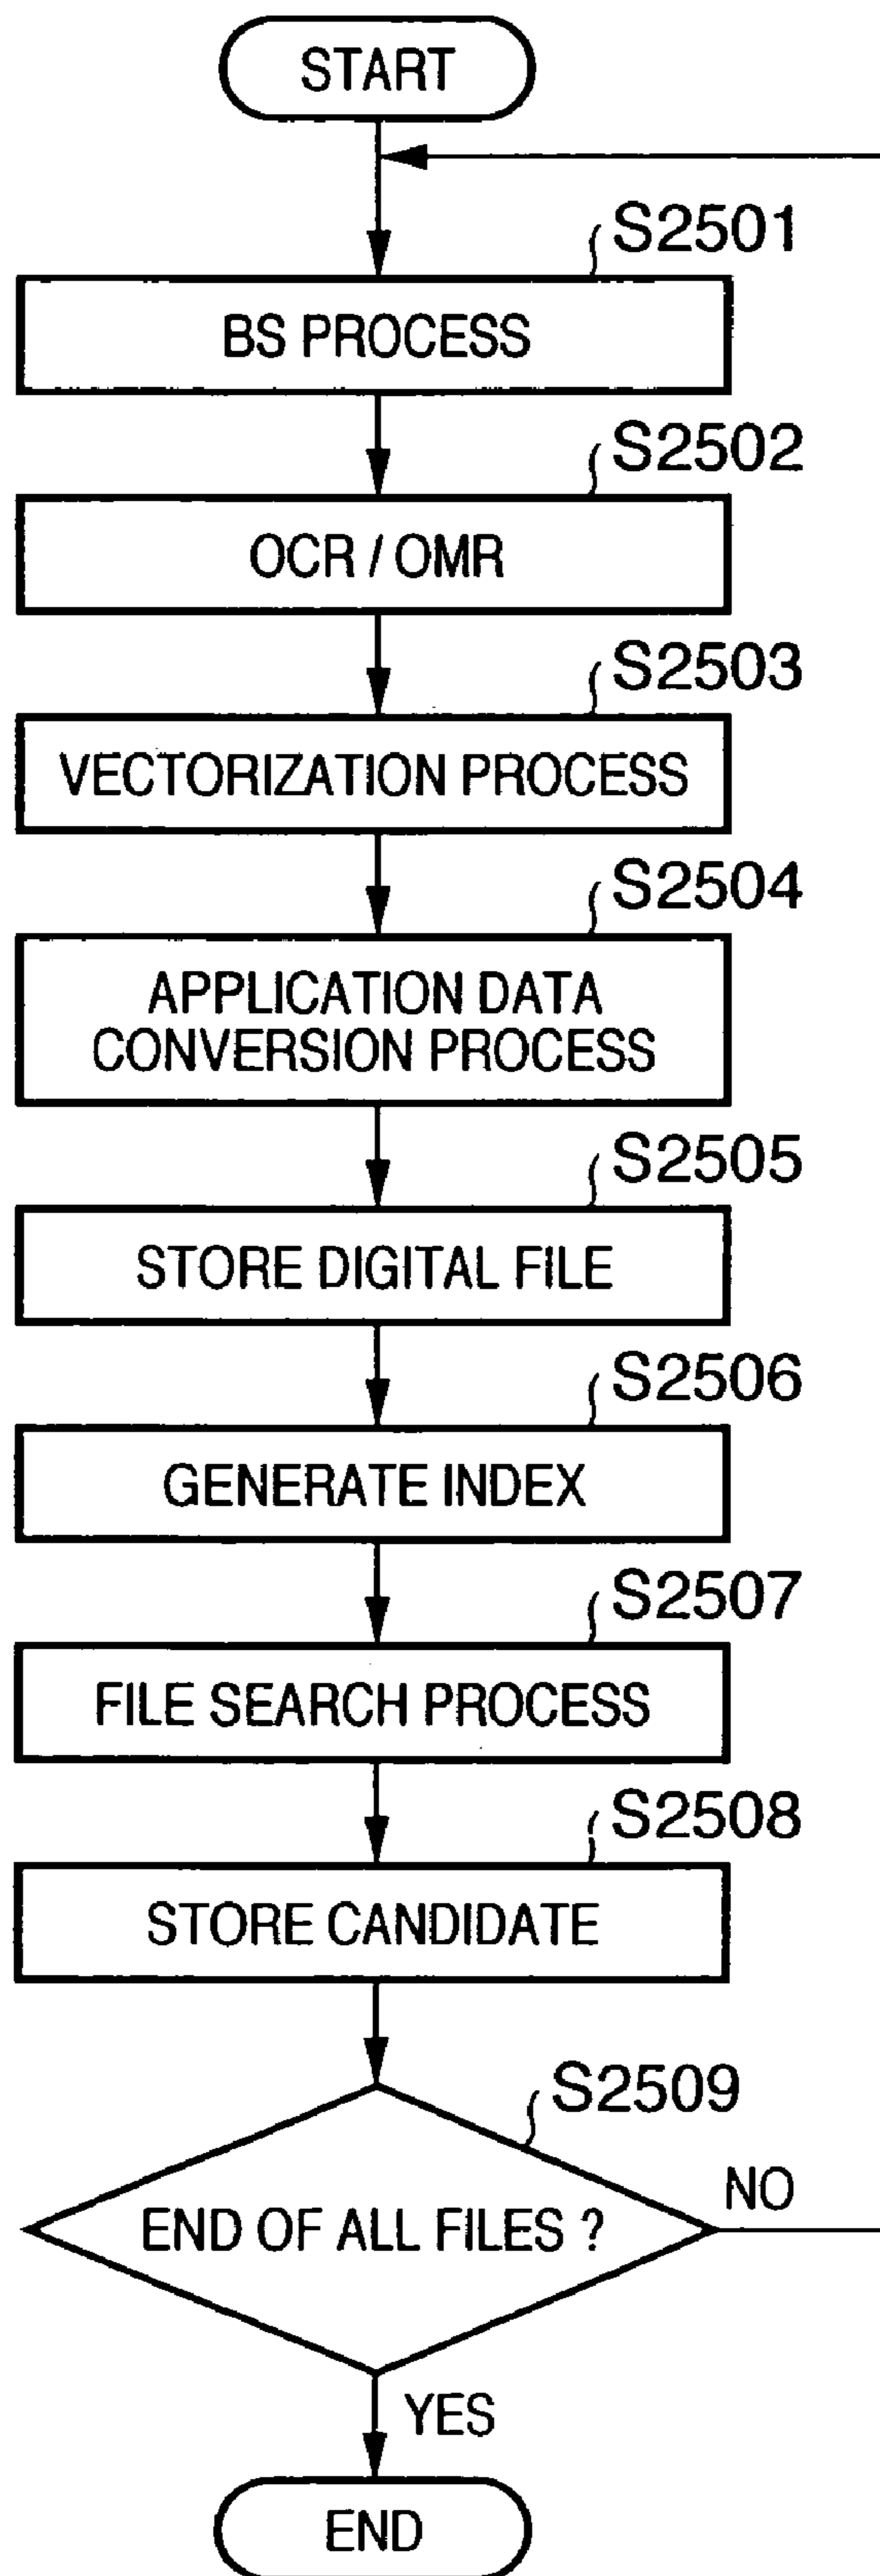 START
S2501
BS PROCESS
S2502
OCR / OMR
S2503
VECTORIZATION PROCESS
S2504
APPLICATION DATA
CONVERSION PROCESS
S2505
STORE DIGITAL FILE
S2506
GENERATE INDEX
S2507
FILE SEARCH PROCESS
S2508
STORE CANDIDATE
S2509
NO
END OF ALL FILES ?
YES
END